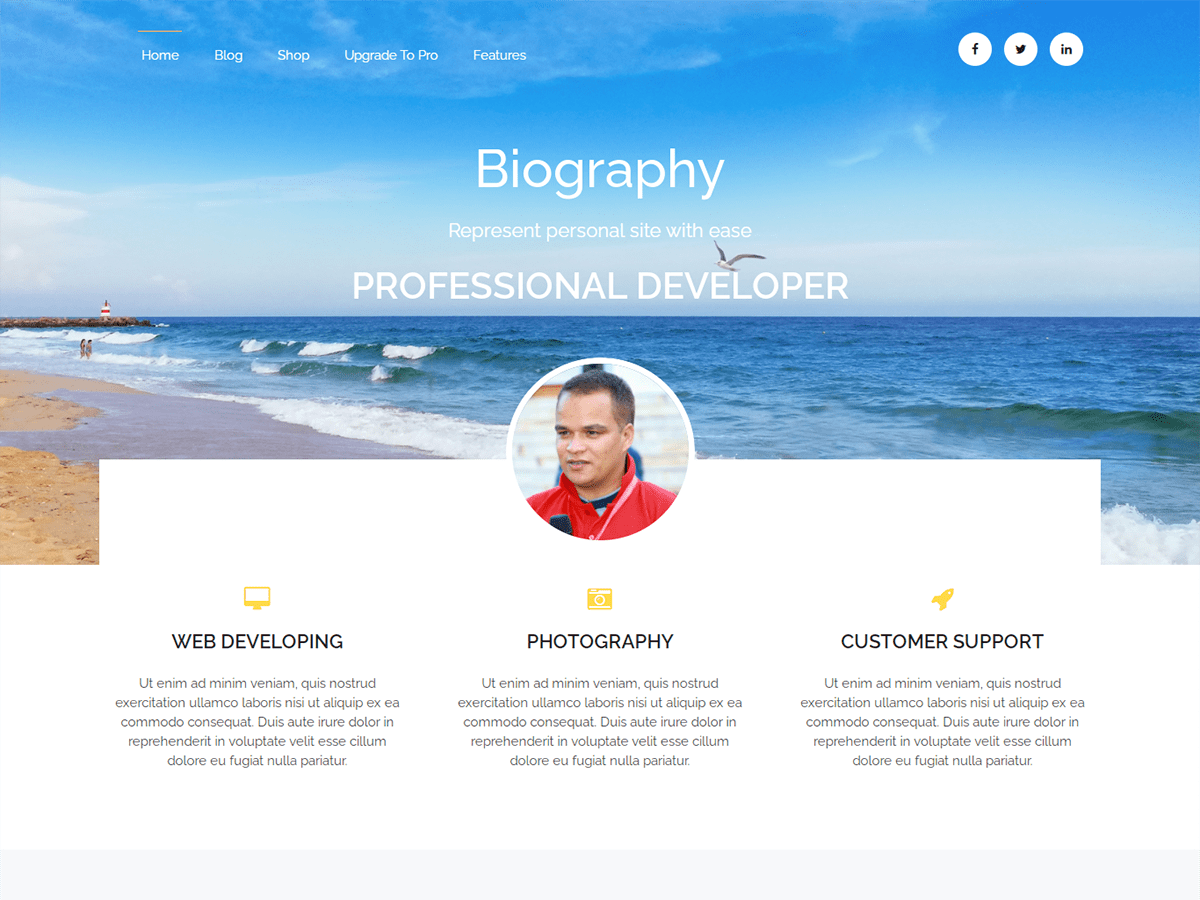 Home Blog Shop Upgrade To Pro Features
Biography
Represent personal site with ease
PROFESSIONAL DEVELOPER
WEB DEVELOPING
Ut enim ad minim veniam, quis nostrud
exercitation ullamco laboris nisi ut aliquip ex ea
commodo consequat. Duis aute irure dolor in
reprehenderit in voluptate velit esse cillum
dolore eu fugiat nulla pariatur.
PHOTOGRAPHY
Ut enim ad minim veniam, quis nostrud
exercitation ullamco laboris nisi ut aliquip ex ea
commodo consequat. Duis aute irure dolor in
reprehenderit in voluptate velit esse cillum
dolore eu fugiat nulla pariatur.
CUSTOMER SUPPORT
Ut enim ad minim veniam, quis nostrud
exercitation ullamco laboris nisi ut aliquip ex ea
commodo consequat. Duis aute irure dolor in
reprehenderit in voluptate velit esse cillum
dolore eu fugiat nulla pariatur.